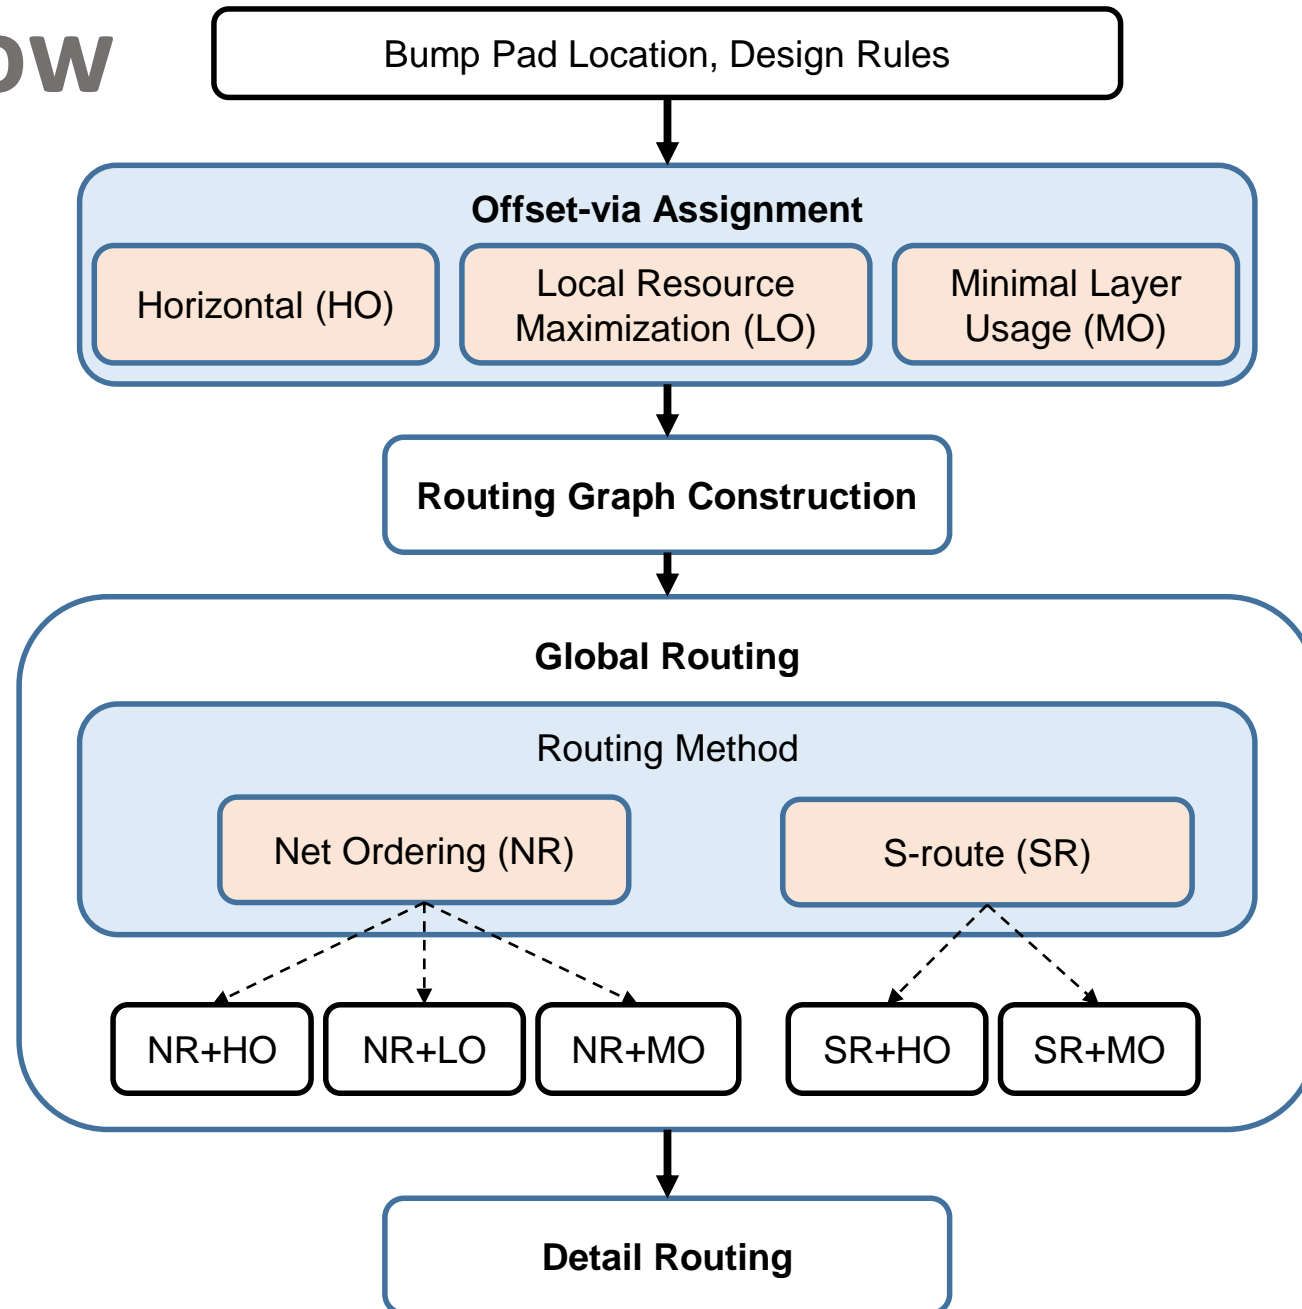 ow
Bump Pad Location, Design Rules
Offset-via Assignment
Horizontal (HO)
Local Resource
Maximization (LO)
Minimal Layer
Usage (MO)
Routing Graph Construction
Global Routing
Routing Method
Net Ordering (NR)
S-route (SR)
NR+HO
NR+LO
NR+MO
SR+HO
SR+MO
Detail Routing